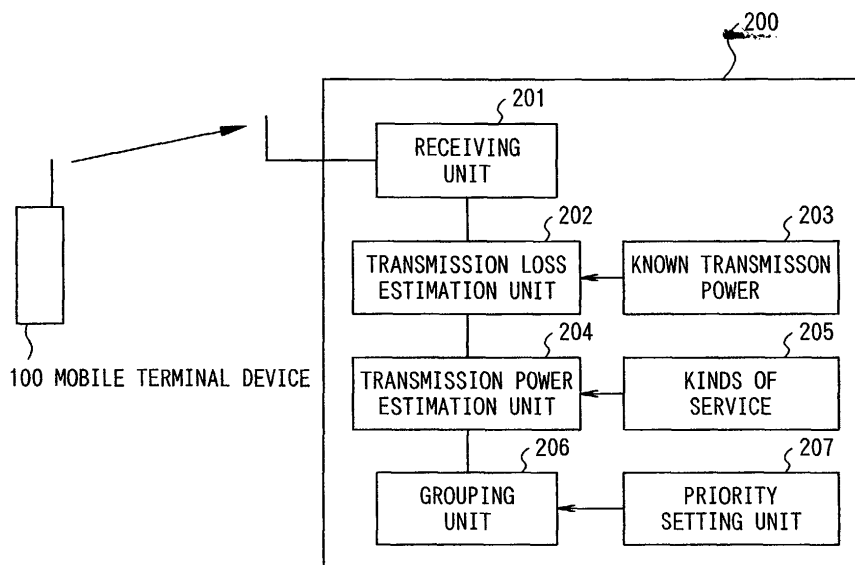 200
201
RECEIVING
UNIT
202
TRANSMISSION LOSS
ESTIMATION UNIT
203
KNOWN TRANSMISSON
POWER
204
TRANSMISSION POWER
ESTIMATION UNIT
205
KINDS OF
SERVICE
100 MOBILE TERMINAL DEVICE
206
GROUPING
UNIT
207
PRIORITY
SETTING UNIT